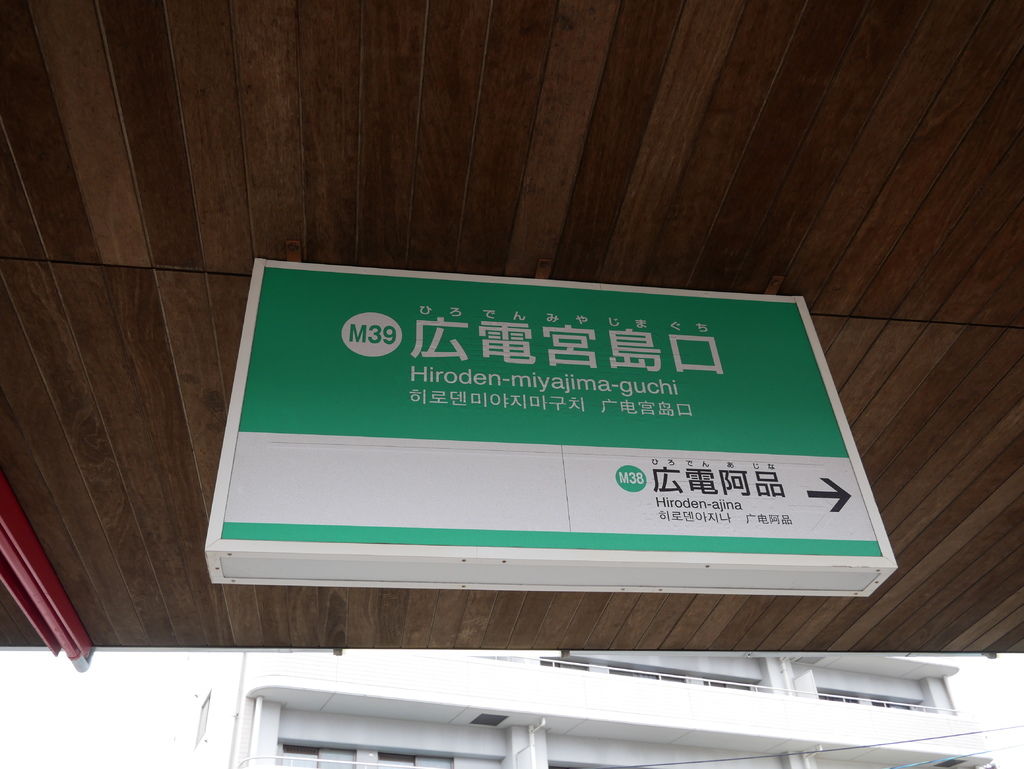 ひろでんみやじまぐち
M39 広電宮島口
Hiroden-miyajima-guchi
히로덴미야지마구치 广电宫岛口
ひろでんあじな
M38 広電阿品 →
Hiroden-ajina
히로덴아지나 广电阿品